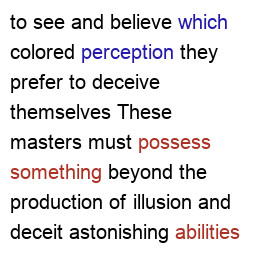 to see and believe which
colored perception they
prefer to deceive
themselves These
masters must possess
something beyond the
production of illusion and
deceit astonishing abilities